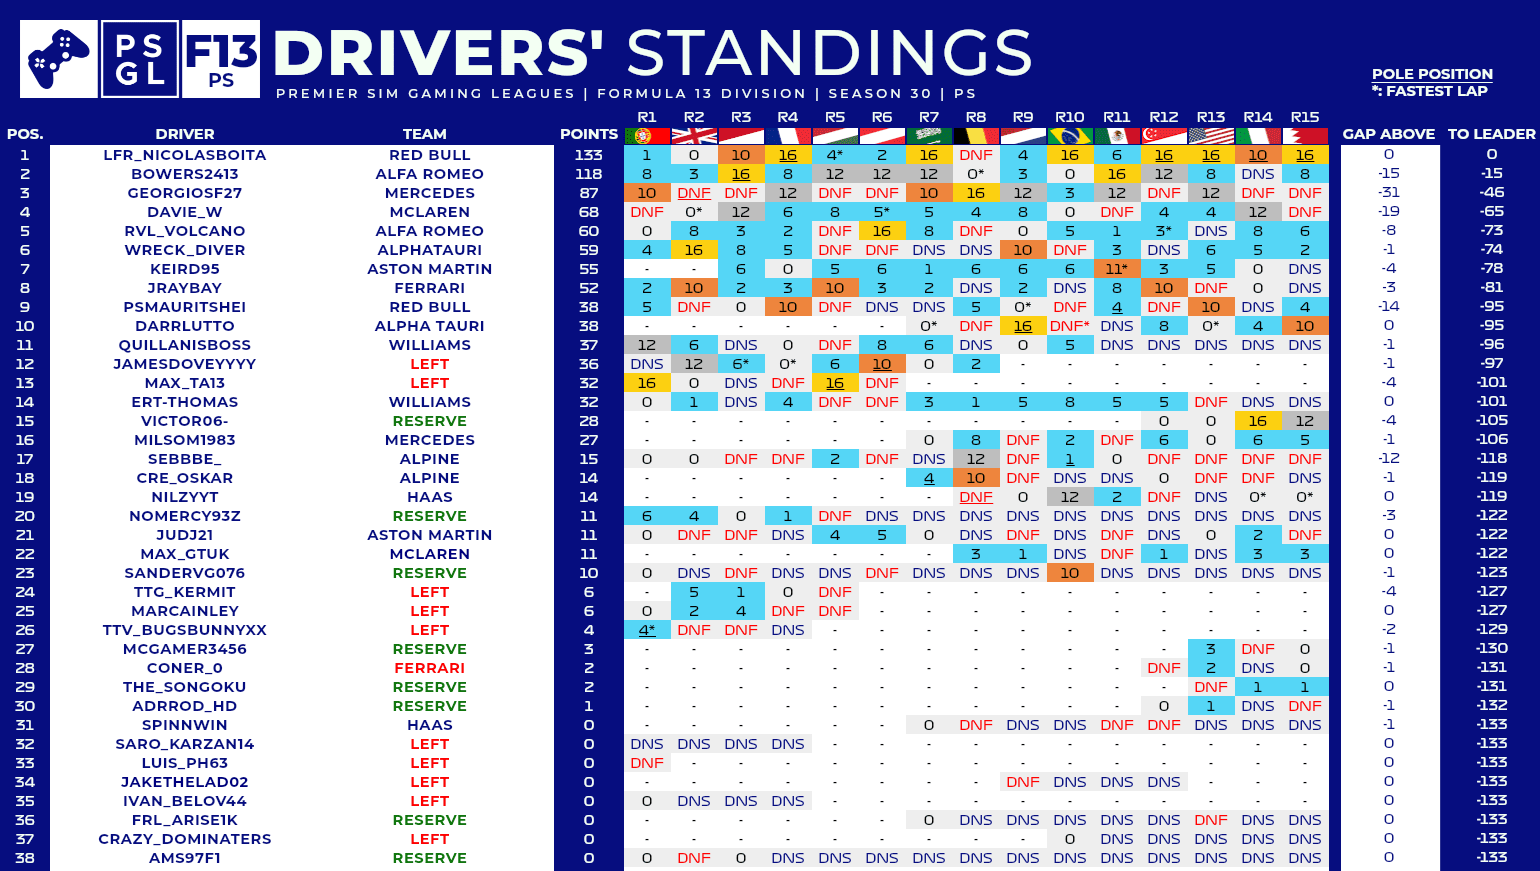 PS GL F13 PS DRIVERS' STANDINGS
PREMIER SIM GAMING LEAGUES | FORMULA 13 DIVISION | SEASON 30 | PS
POLE POSITION
*: FASTEST LAP
R1 R2 R3 R4 R5 R6 R7 R8 R9 R10 R11 R12 R13 R14 R15
POS. DRIVER TEAM POINTS GAP ABOVE TO LEADER
1 LFR_NICOLASBOITA RED BULL 133 1 0 10 16 4* 2 16 DNF 4 16 6 16 16 10 16 0 0
2 BOWERS2413 ALFA ROMEO 118 8 3 16 8 12 12 12 0* 3 0 16 12 8 DNS 8 -15 -15
3 GEORGIOSF27 MERCEDES 87 10 DNF DNF 12 DNF DNF 10 16 12 3 12 DNF 12 DNF DNF -31 -46
4 DAVIE_W MCLAREN 68 DNF 0* 12 6 8 5* 5 4 8 0 DNF 4 4 12 DNF -19 -65
5 RVL_VOLCANO ALFA ROMEO 60 0 8 3 2 DNF 16 8 DNF 0 5 1 3* DNS 8 6 -8 -73
6 WRECK_DIVER ALPHATAURI 59 4 16 8 5 DNF DNF DNS DNS 10 DNF 3 DNS 6 5 2 -1 -74
7 KEIRD95 ASTON MARTIN 55 - - 6 0 5 6 1 6 6 6 11* 3 5 0 DNS -4 -78
8 JRAYBAY FERRARI 52 2 10 2 3 10 3 2 DNS 2 DNS 8 10 DNF 0 DNS -3 -81
9 PSMAURITSHEI RED BULL 38 5 DNF 0 10 DNF DNS DNS 5 0* DNF 4 DNF 10 DNS 4 -14 -95
10 DARRLUTTO ALPHA TAURI 38 - - - - - - 0* DNF 16 DNF* DNS 8 0* 4 10 0 -95
11 QUILLANISBOSS WILLIAMS 37 12 6 DNS 0 DNF 8 6 DNS 0 5 DNS DNS DNS DNS DNS -1 -96
12 JAMESDOVEYYYY LEFT 36 DNS 12 6* 0* 6 10 0 2 - - - - - - - -1 -97
13 MAX_TA13 LEFT 32 16 0 DNS DNF 16 DNF - - - - - - - - - -4 -101
14 ERT-THOMAS WILLIAMS 32 0 1 DNS 4 DNF DNF 3 1 5 8 5 5 DNF DNS DNS 0 -101
15 VICTOR06- RESERVE 28 - - - - - - - - - - - 0 0 16 12 -4 -105
16 MILSOM1983 MERCEDES 27 - - - - - - 0 8 DNF 2 DNF 6 0 6 5 -1 -106
17 SEBBBE_ ALPINE 15 0 0 DNF DNF 2 DNF DNS 12 DNF 1 0 DNF DNF DNF DNF -12 -118
18 CRE_OSKAR ALPINE 14 - - - - - - 4 10 DNF DNS DNS 0 DNF DNF DNS -1 -119
19 NILZYYT HAAS 14 - - - - - - - DNF 0 12 2 DNF DNS 0* 0* 0 -119
20 NOMERCY93Z RESERVE 11 6 4 0 1 DNF DNS DNS DNS DNS DNS DNS DNS DNS DNS DNS -3 -122
21 JUDJ21 ASTON MARTIN 11 0 DNF DNF DNS 4 5 0 DNS DNF DNS DNF DNS 0 2 DNF 0 -122
22 MAX_GTUK MCLAREN 11 - - - - - - - 3 1 DNS DNF 1 DNS 3 3 0 -122
23 SANDERVG076 RESERVE 10 0 DNS DNF DNS DNS DNF DNS DNS DNS 10 DNS DNS DNS DNS DNS -1 -123
24 TTG_KERMIT LEFT 6 - 5 1 0 DNF - - - - - - - - - - -4 -127
25 MARCAINLEY LEFT 6 0 2 4 DNF DNF - - - - - - - - - - 0 -127
26 TTV_BUGSBUNNYXX LEFT 4 4* DNF DNF DNS - - - - - - - - - - - -2 -129
27 MCGAMER3456 RESERVE 3 - - - - - - - - - - - - 3 DNF 0 -1 -130
28 CONER_0 FERRARI 2 - - - - - - - - - - - DNF 2 DNS 0 -1 -131
29 THE_SONGOKU RESERVE 2 - - - - - - - - - - - - DNF 1 1 0 -131
30 ADRROD_HD RESERVE 1 - - - - - - - - - - - 0 1 DNS DNF -1 -132
31 SPINNWIN HAAS 0 - - - - - - 0 DNF DNS DNS DNF DNF DNS DNS DNS -1 -133
32 SARO_KARZAN14 LEFT 0 DNS DNS DNS DNS - - - - - - - - - - - 0 -133
33 LUIS_PH63 LEFT 0 DNF - - - - - - - - - - - - - - 0 -133
34 JAKETHELAD02 LEFT 0 - - - - - - - - DNF DNS DNS DNS - - - 0 -133
35 IVAN_BELOV44 LEFT 0 0 DNS DNS DNS - - - - - - - - - - - 0 -133
36 FRL_ARISE1K RESERVE 0 - - - - - - 0 DNS DNS DNS DNS DNS DNF DNS DNS 0 -133
37 CRAZY_DOMINATERS LEFT 0 - - - - - - - - - 0 DNS DNS DNS DNS DNS 0 -133
38 AMS97F1 RESERVE 0 0 DNF 0 DNS DNS DNS DNS DNS DNS DNS DNS DNS DNS DNS DNS 0 -133